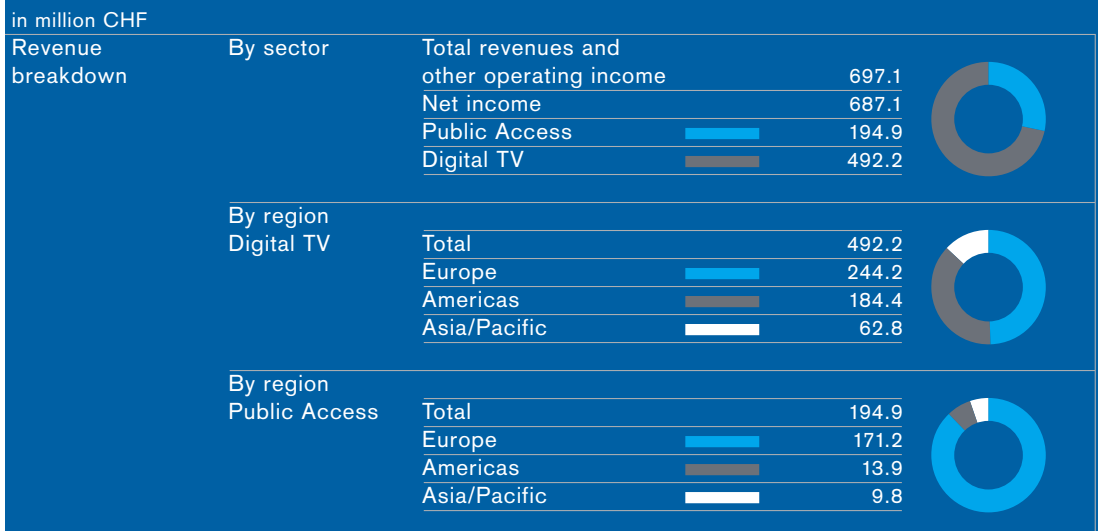 in million CHF
Revenue By sector Total revenues and
breakdown other operating income 697.1
Net income 687.1
Public Access 194.9
Digital TV 492.2
By region
Digital TV Total 492.2
Europe 244.2
Americas 184.4
Asia/Pacific 62.8
By region
Public Access Total 194.9
Europe 171.2
Americas 13.9
Asia/Pacific 9.8